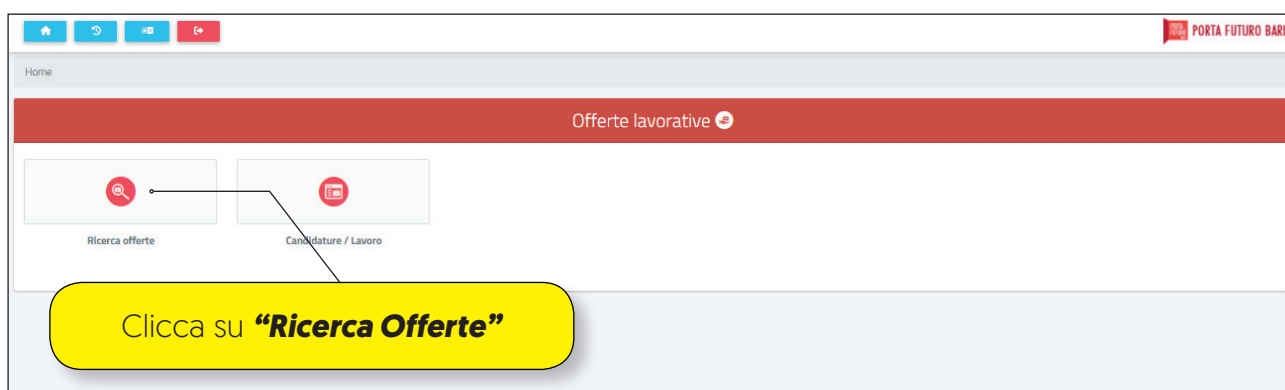 PORTA FUTURO BARI
Home
Offerte lavorative
Ricerca offerte
Candidature / Lavoro
Clicca su “Ricerca Offerte”